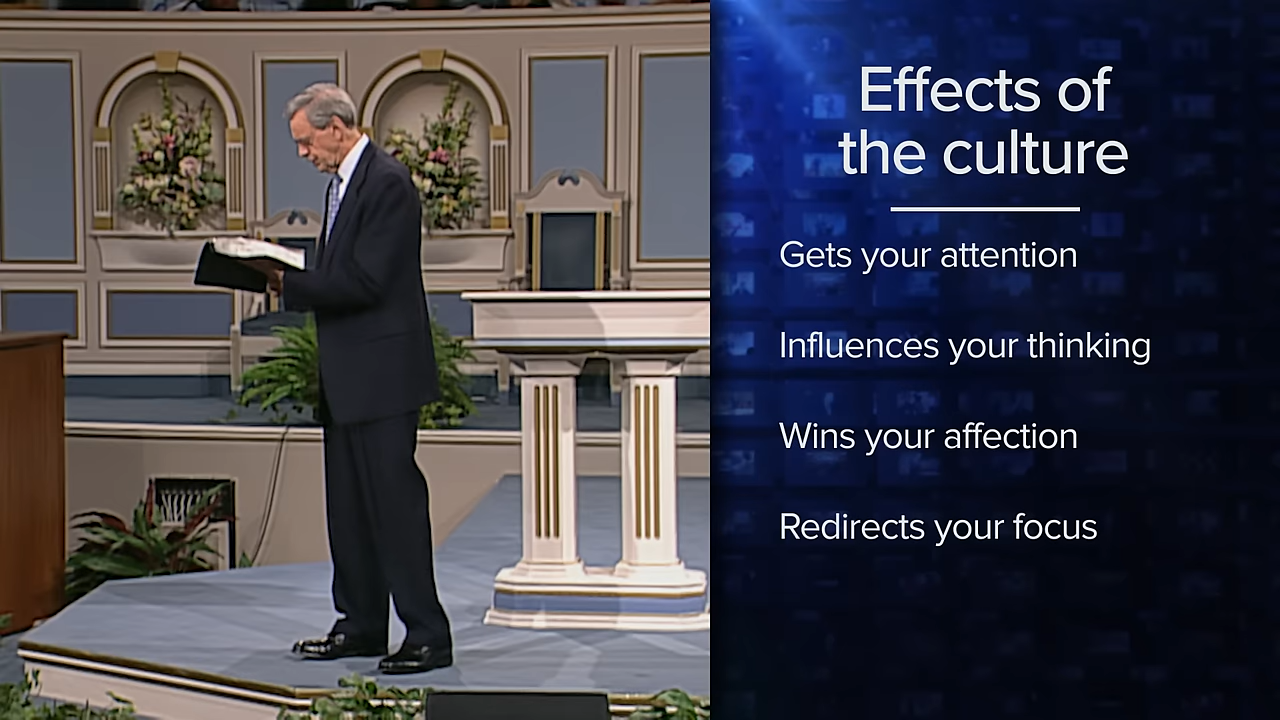 Effects of
the culture
Gets your attention
Influences your thinking
Wins your affection
Redirects your focus